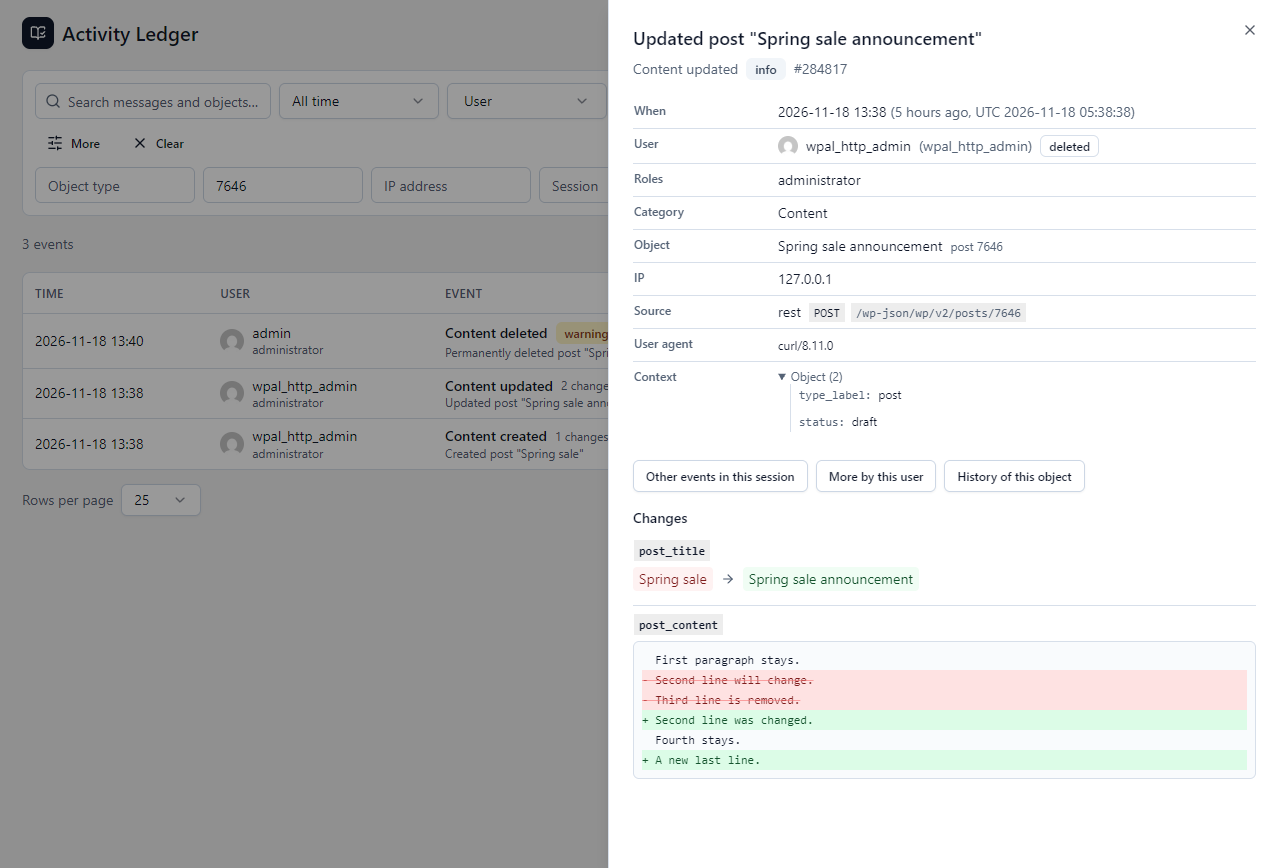 Activity Ledger
Search messages and objects...
All time
User
More
Clear
Object type
7646
IP address
Session
3 events
TIME USER EVENT
2026-11-18 13:40 admin administrator Content deleted warning
Permanently deleted post "Spri
2026-11-18 13:38 wpal_http_admin administrator Content updated 2 change
Updated post "Spring sale ann
2026-11-18 13:38 wpal_http_admin administrator Content created 1 changes
Created post "Spring sale"
Rows per page 25
Updated post "Spring sale announcement"
Content updated info #284817
When 2026-11-18 13:38 (5 hours ago, UTC 2026-11-18 05:38:38)
User wpal_http_admin (wpal_http_admin) deleted
Roles administrator
Category Content
Object Spring sale announcement post 7646
IP 127.0.0.1
Source rest POST /wp-json/wp/v2/posts/7646
User agent curl/8.11.0
Context ▼ Object (2)
type_label: post
status: draft
Other events in this session
More by this user
History of this object
Changes
post_title
Spring sale → Spring sale announcement
post_content
First paragraph stays.
- Second line will change.
- Third line is removed.
+ Second line was changed.
Fourth stays.
+ A new last line.